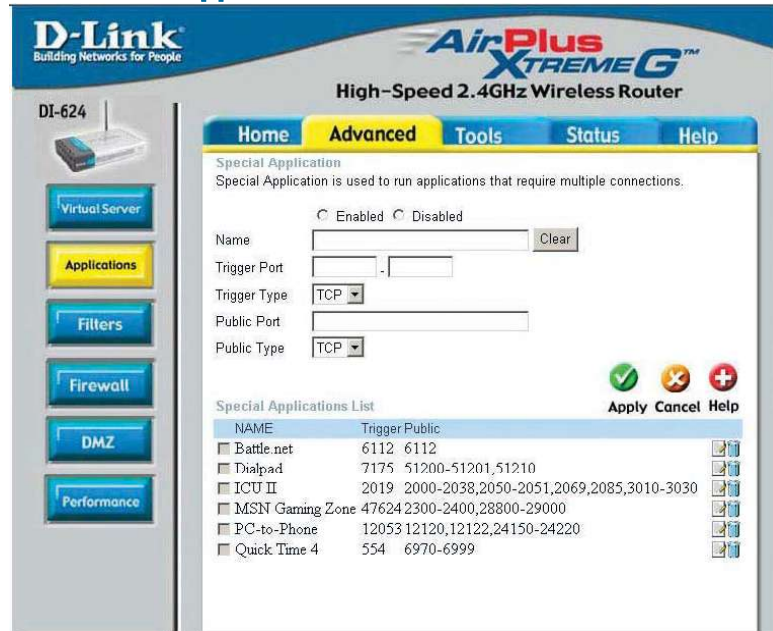 D-Link
Building Networks for People
AirPlus
XTREME G™
High-Speed 2.4GHz Wireless Router
DI-624
Home Advanced Tools Status Help
Virtual Server
Applications
Filters
Firewall
DMZ
Performance
Special Application
Special Application is used to run applications that require multiple connections.
Enabled Disabled
Name Clear
Trigger Port -
Trigger Type TCP
Public Port
Public Type TCP
Apply Cancel Help
Special Applications List
NAME Trigger Public
Battle.net 6112 6112
Dialpad 7175 51200-51201,51210
ICU II 2019 2000-2038,2050-2051,2069,2085,3010-3030
MSN Gaming Zone 47624 2300-2400,28800-29000
PC-to-Phone 12053 12120,12122,24150-24220
Quick Time 4 554 6970-6999